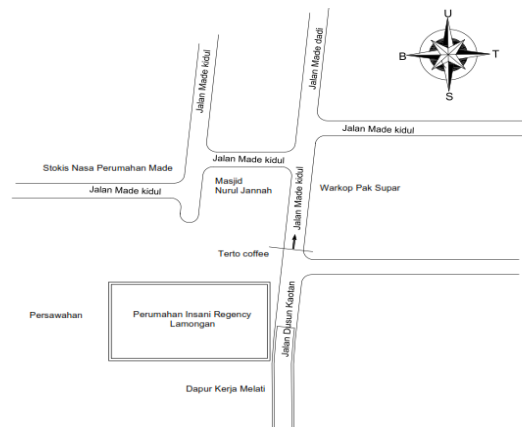 U
B
T
S
Jalan Made kidul
Jalan Made dadi
Jalan Made kidul
Jalan Made kidul
Stokis Nasa Perumahan Made
Jalan Made kidul
Masjid
Nurul Jannah
Jalan Made kidul
Warkop Pak Supar
Terto coffee
Persawahan
Perumahan Insani Regency
Lamongan
Jalan Dusun Kaotan
Dapur Kerja Melati